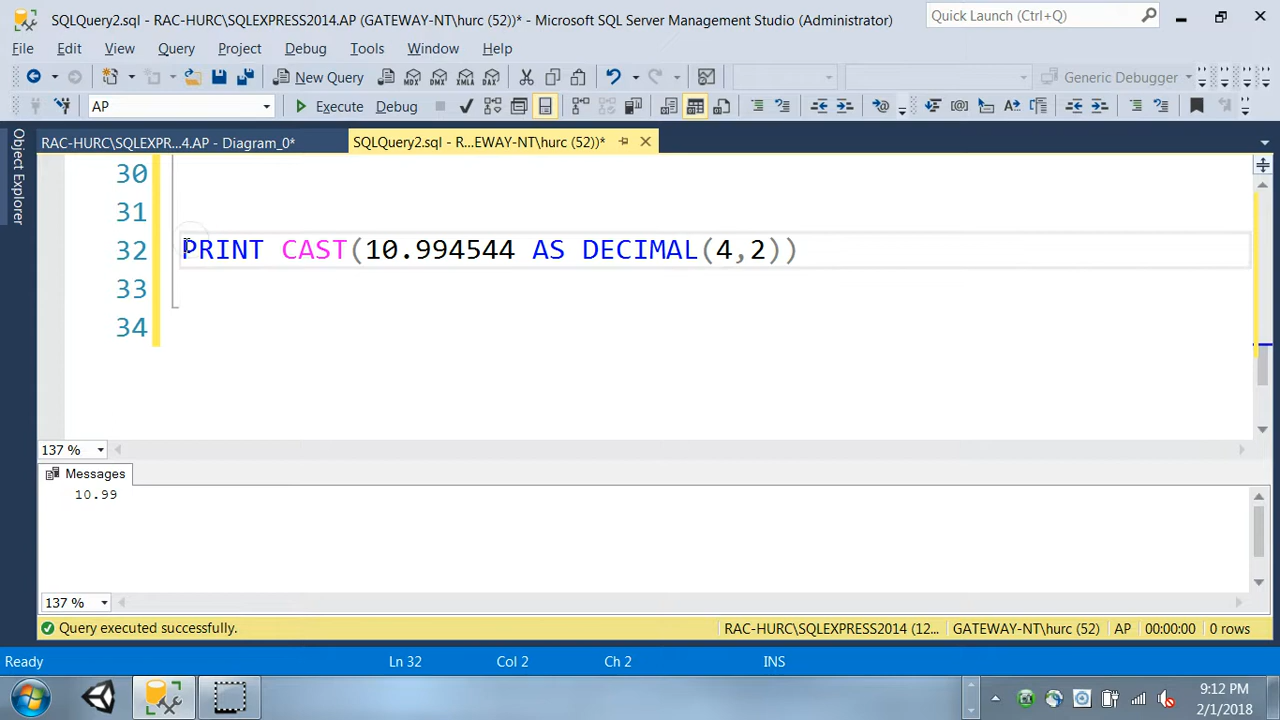 SQLQuery2.sql - RAC-HURC\SQLEXPRESS2014.AP (GATEWAY-NT\hurc (52))* - Microsoft SQL Server Management Studio (Administrator)
Quick Launch (Ctrl+Q)
File Edit View Query Project Debug Tools Window Help
New Query
Generic Debugger
AP
Execute Debug
RAC-HURC\SQLEXPR...4.AP - Diagram_0*
SQLQuery2.sql - R...EWAY-NT\hurc (52))*
Object Explorer
30
31
32 PRINT CAST(10.994544 AS DECIMAL(4,2))
33
34
137 %
Messages
10.99
137 %
Query executed successfully.
RAC-HURC\SQLEXPRESS2014 (12... GATEWAY-NT\hurc (52) AP 00:00:00 0 rows
Ready Ln 32 Col 2 Ch 2 INS
9:12 PM
2/1/2018